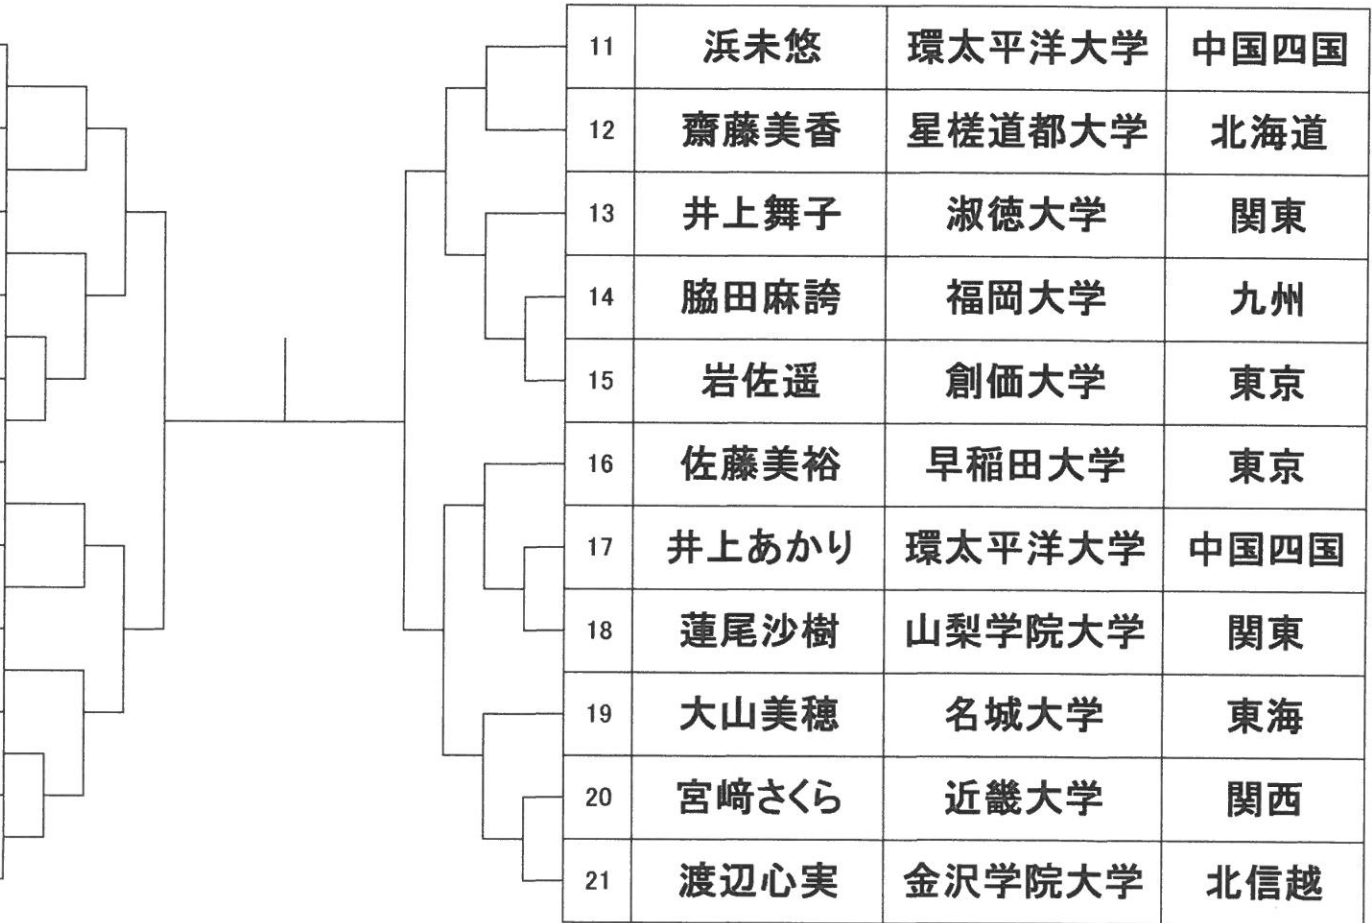 11 浜未悠 環太平洋大学 中国四国
12 齋藤美香 星槎道都大学 北海道
13 井上舞子 淑徳大学 関東
14 脇田麻誇 福岡大学 九州
15 岩佐遥 創価大学 東京
16 佐藤美裕 早稲田大学 東京
17 井上あかり 環太平洋大学 中国四国
18 蓮尾沙樹 山梨学院大学 関東
19 大山美穂 名城大学 東海
20 宮﨑さくら 近畿大学 関西
21 渡辺心実 金沢学院大学 北信越